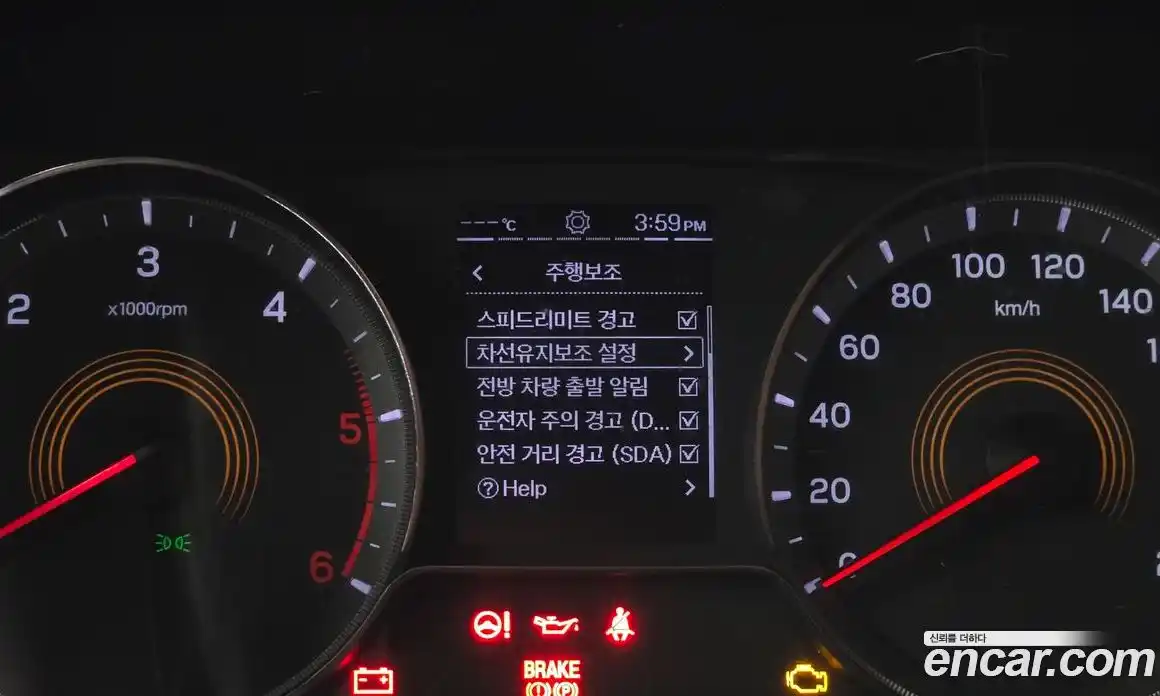 ---°C 3:59PM
< 주행보조
스피드리미트 경고
차선유지보조 설정 >
전방 차량 출발 알림
운전자 주의 경고 (D...
안전 거리 경고 (SDA)
? Help >
2 3 4 5 6
x1000rpm
0 20 40 60 80 100 120 140
km/h
BRAKE
(!) (P)
신뢰를 더하다
encar.com